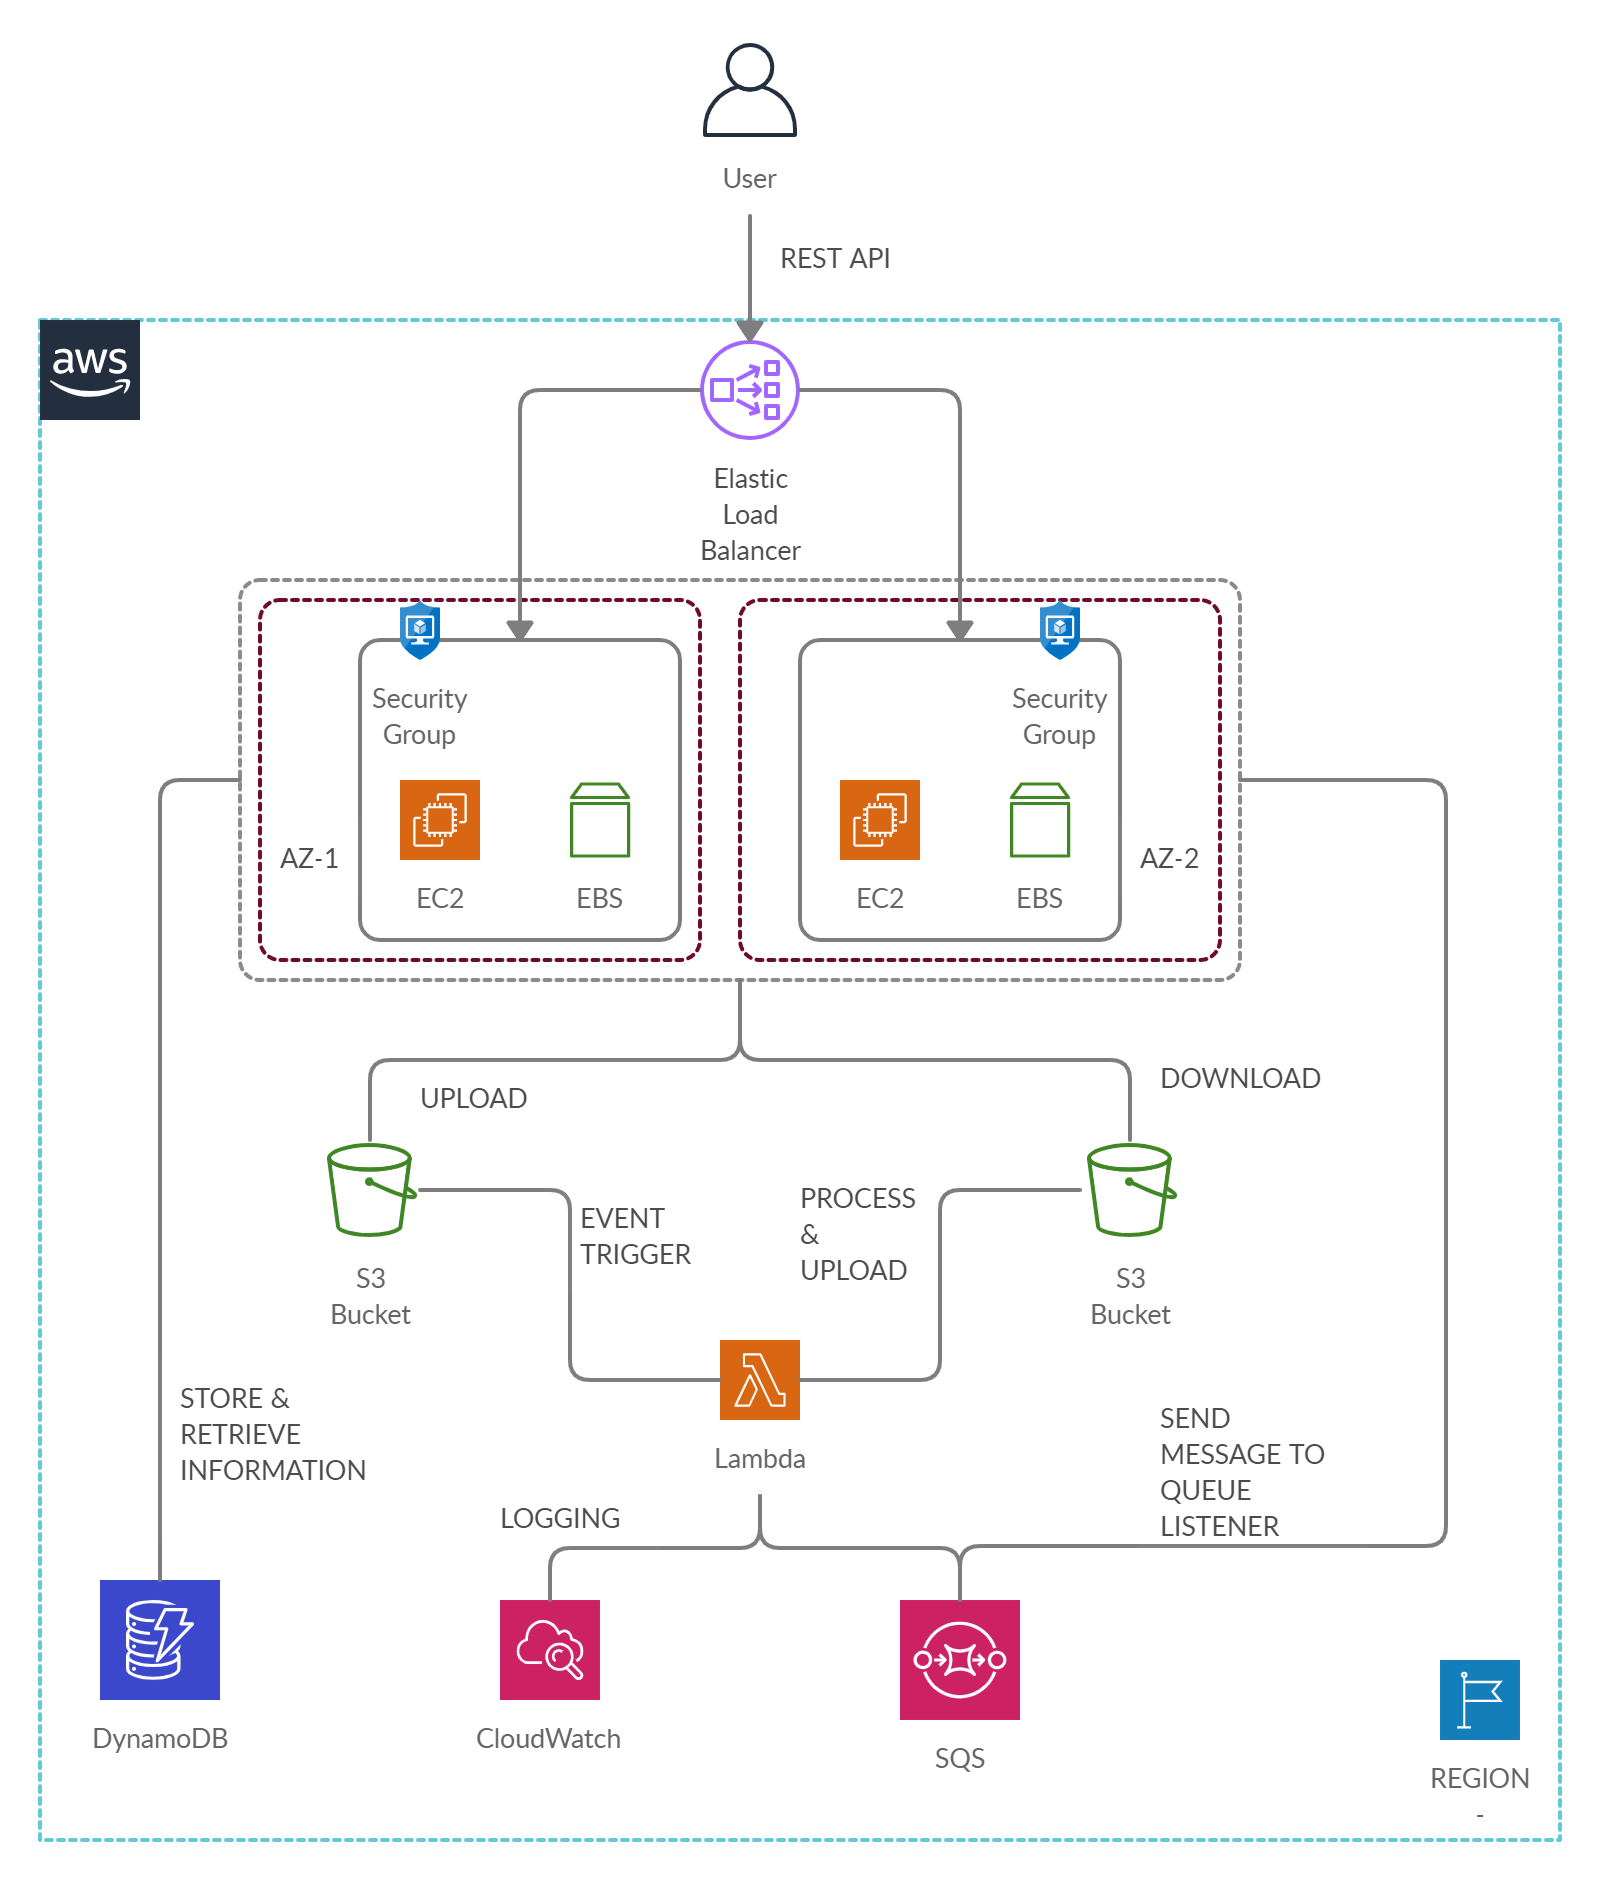 User
REST API
aws
Elastic
Load
Balancer
Security
Group
Security
Group
AZ-1
AZ-2
EC2
EBS
EC2
EBS
UPLOAD
DOWNLOAD
EVENT
TRIGGER
PROCESS
&
UPLOAD
S3
Bucket
S3
Bucket
STORE &
RETRIEVE
INFORMATION
Lambda
SEND
MESSAGE TO
QUEUE
LISTENER
LOGGING
DynamoDB
CloudWatch
SQS
REGION
-